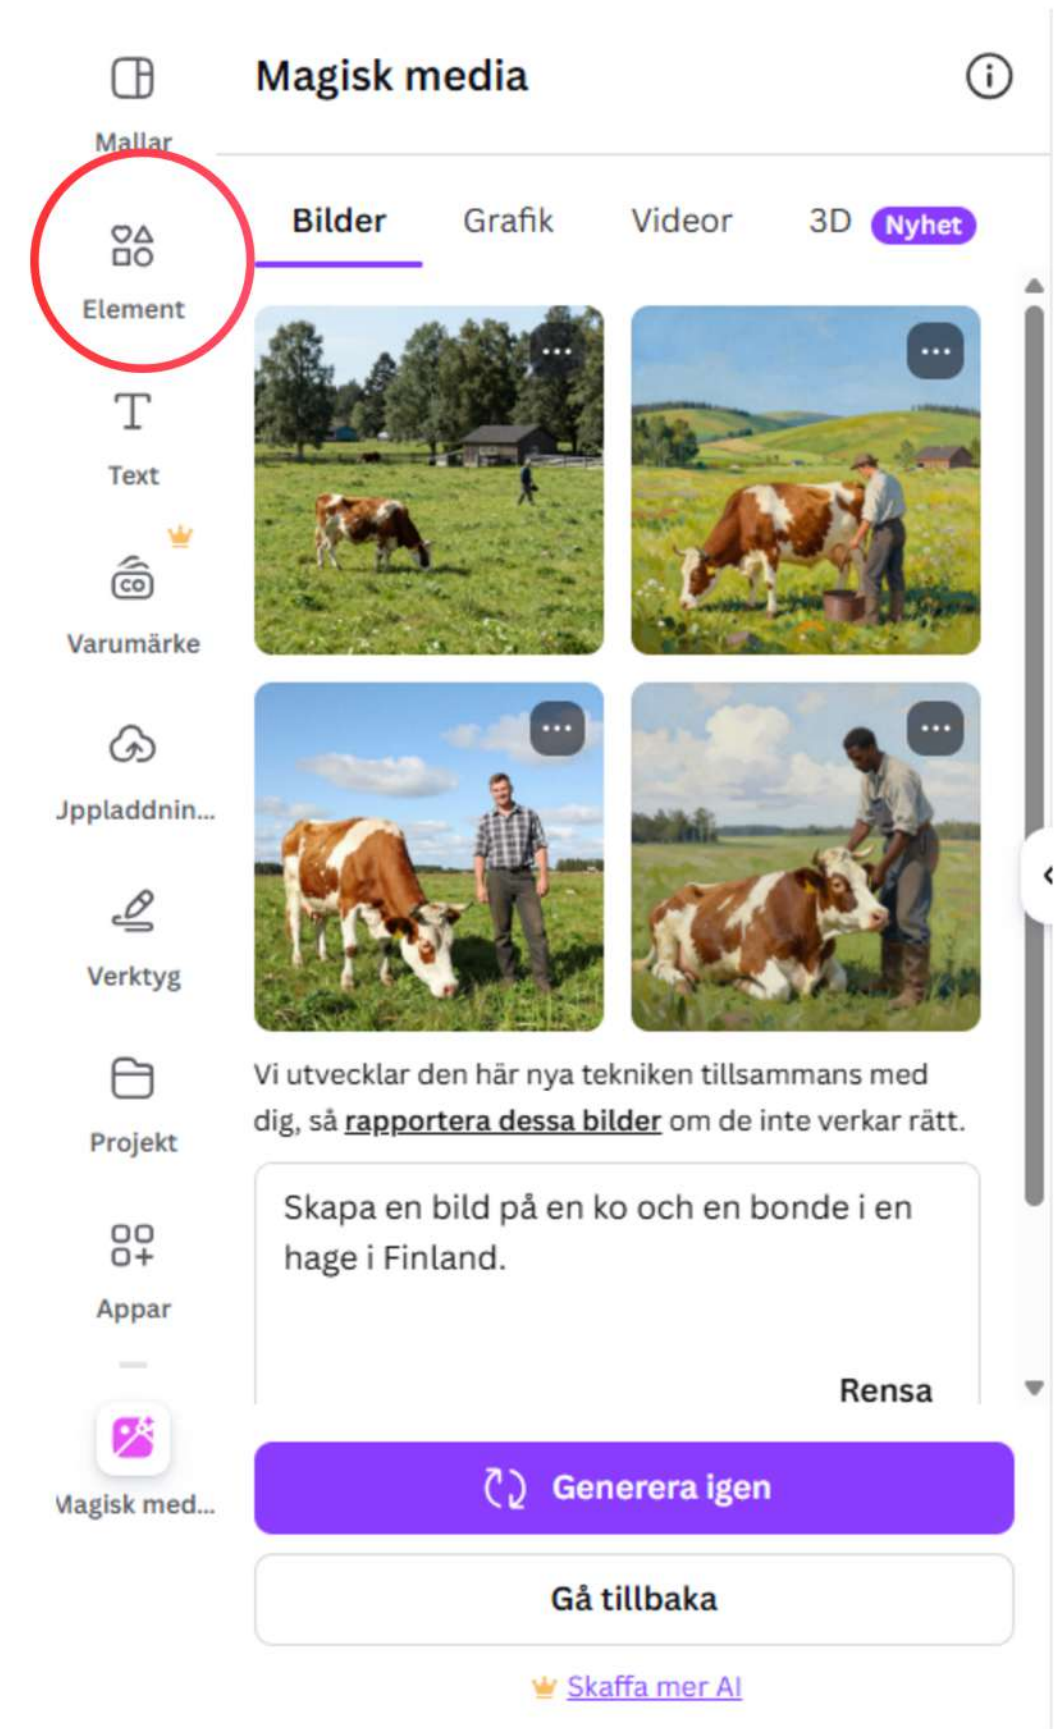 Magisk media
Mallar
Element
Text
CO
Varumärke
Jppladdnin...
Verktyg
Projekt
Appar
Magisk med...
Bilder Grafik Videor 3D Nyhet
Vi utvecklar den här nya tekniken tillsammans med
dig, så rapportera dessa bilder om de inte verkar rätt.
Skapa en bild på en ko och en bonde i en
hage i Finland.
Rensa
Generera igen
Gå tillbaka
Skaffa mer AI